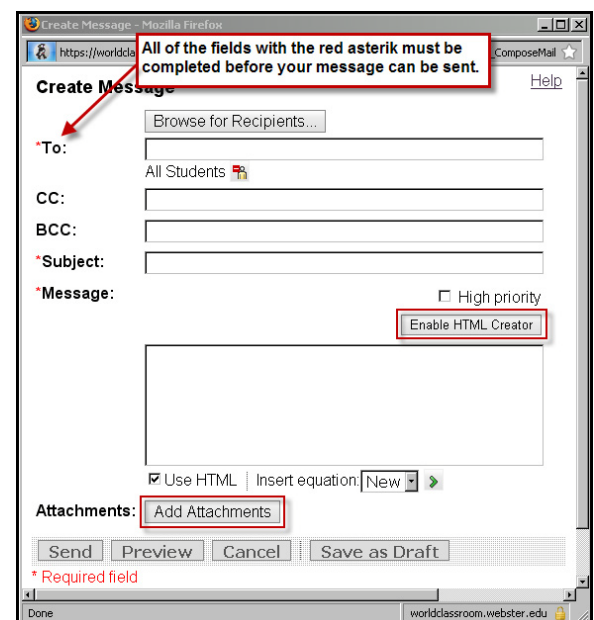 Create Message - Mozilla Firefox
https://worldcla
_ComposeMail
All of the fields with the red asterik must be
completed before your message can be sent.
Help
Create Message
Browse for Recipients...
*To:
All Students
CC:
BCC:
*Subject:
*Message:
High priority
Enable HTML Creator
Use HTML
Insert equation: New
Attachments: Add Attachments
Send Preview Cancel Save as Draft
* Required field
Done
worldclassroom.webster.edu